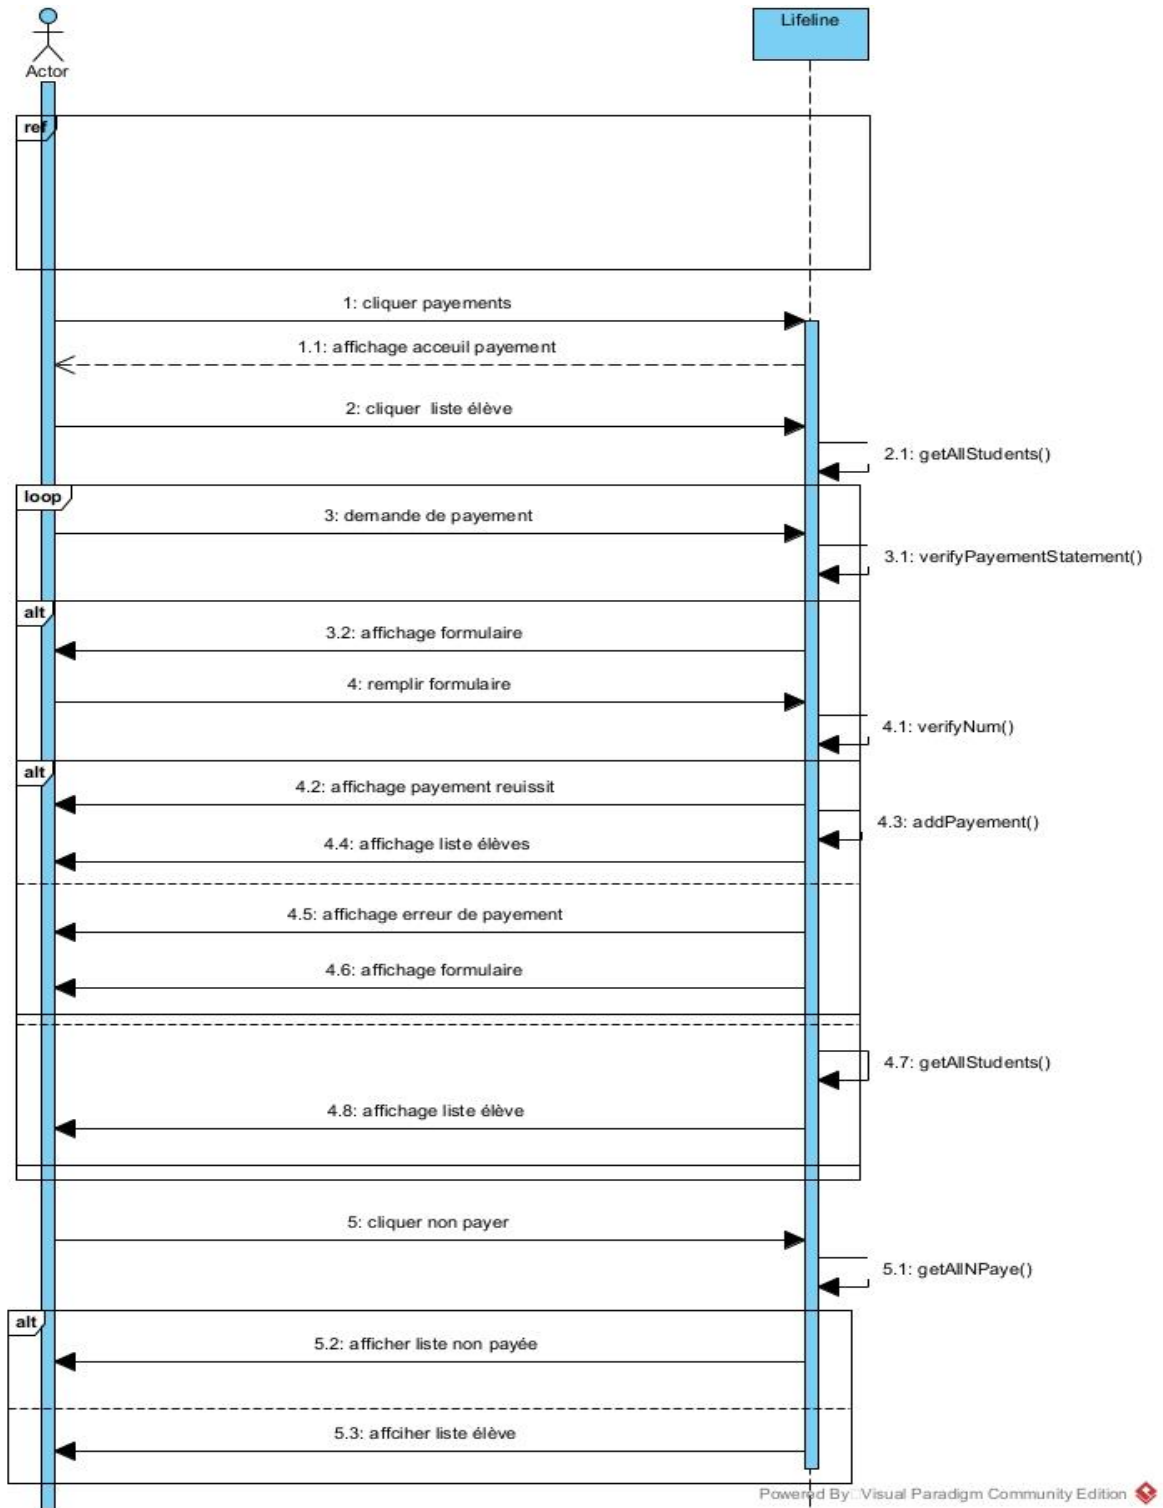 Lifeline
Actor
ref
1: cliquer payements
1.1: affichage acceuil payement
2: cliquer liste élève
2.1: getAllStudents()
loop
3: demande de payement
3.1: verifyPayementStatement()
alt
3.2: affichage formulaire
4: remplir formulaire
4.1: verifyNum()
alt
4.2: affichage payement reuissit
4.3: addPayement()
4.4: affichage liste élèves
4.5: affichage erreur de payement
4.6: affichage formulaire
4.7: getAllStudents()
4.8: affichage liste élève
5: cliquer non payer
5.1: getAllNPaye()
alt
5.2: afficher liste non payée
5.3: affciher liste élève
Powered By Visual Paradigm Community Edition